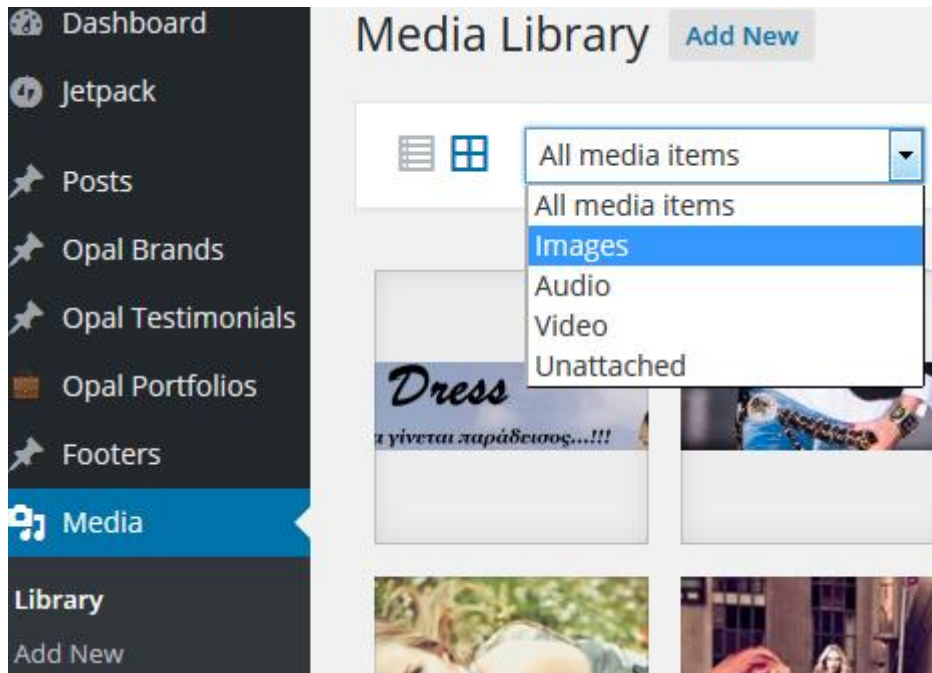 Dashboard
Jetpack
Posts
Opal Brands
Opal Testimonials
Opal Portfolios
Footers
Media
Library
Add New
Media Library Add New
All media items
All media items
Images
Audio
Video
Unattached
Dress
γίνεται παράδεισος...!!!